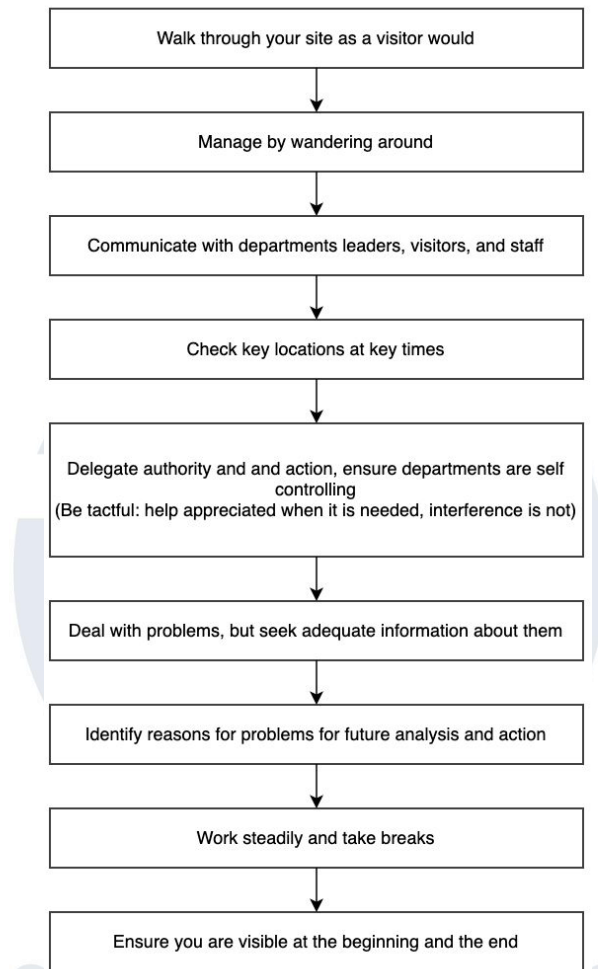 Walk through your site as a visitor would
Manage by wandering around
Communicate with departments leaders, visitors, and staff
Check key locations at key times
Delegate authority and and action, ensure departments are self
controlling
(Be tactful: help appreciated when it is needed, interference is not)
Deal with problems, but seek adequate information about them
Identify reasons for problems for future analysis and action
Work steadily and take breaks
Ensure you are visible at the beginning and the end